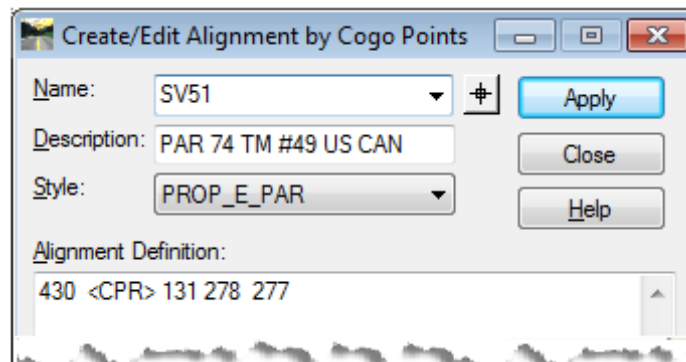 Create/Edit Alignment by Cogo Points
Name: SV51 Apply
Description: PAR 74 TM #49 US CAN Close
Style: PROP_E_PAR Help
Alignment Definition:
430 <CPR> 131 278 277